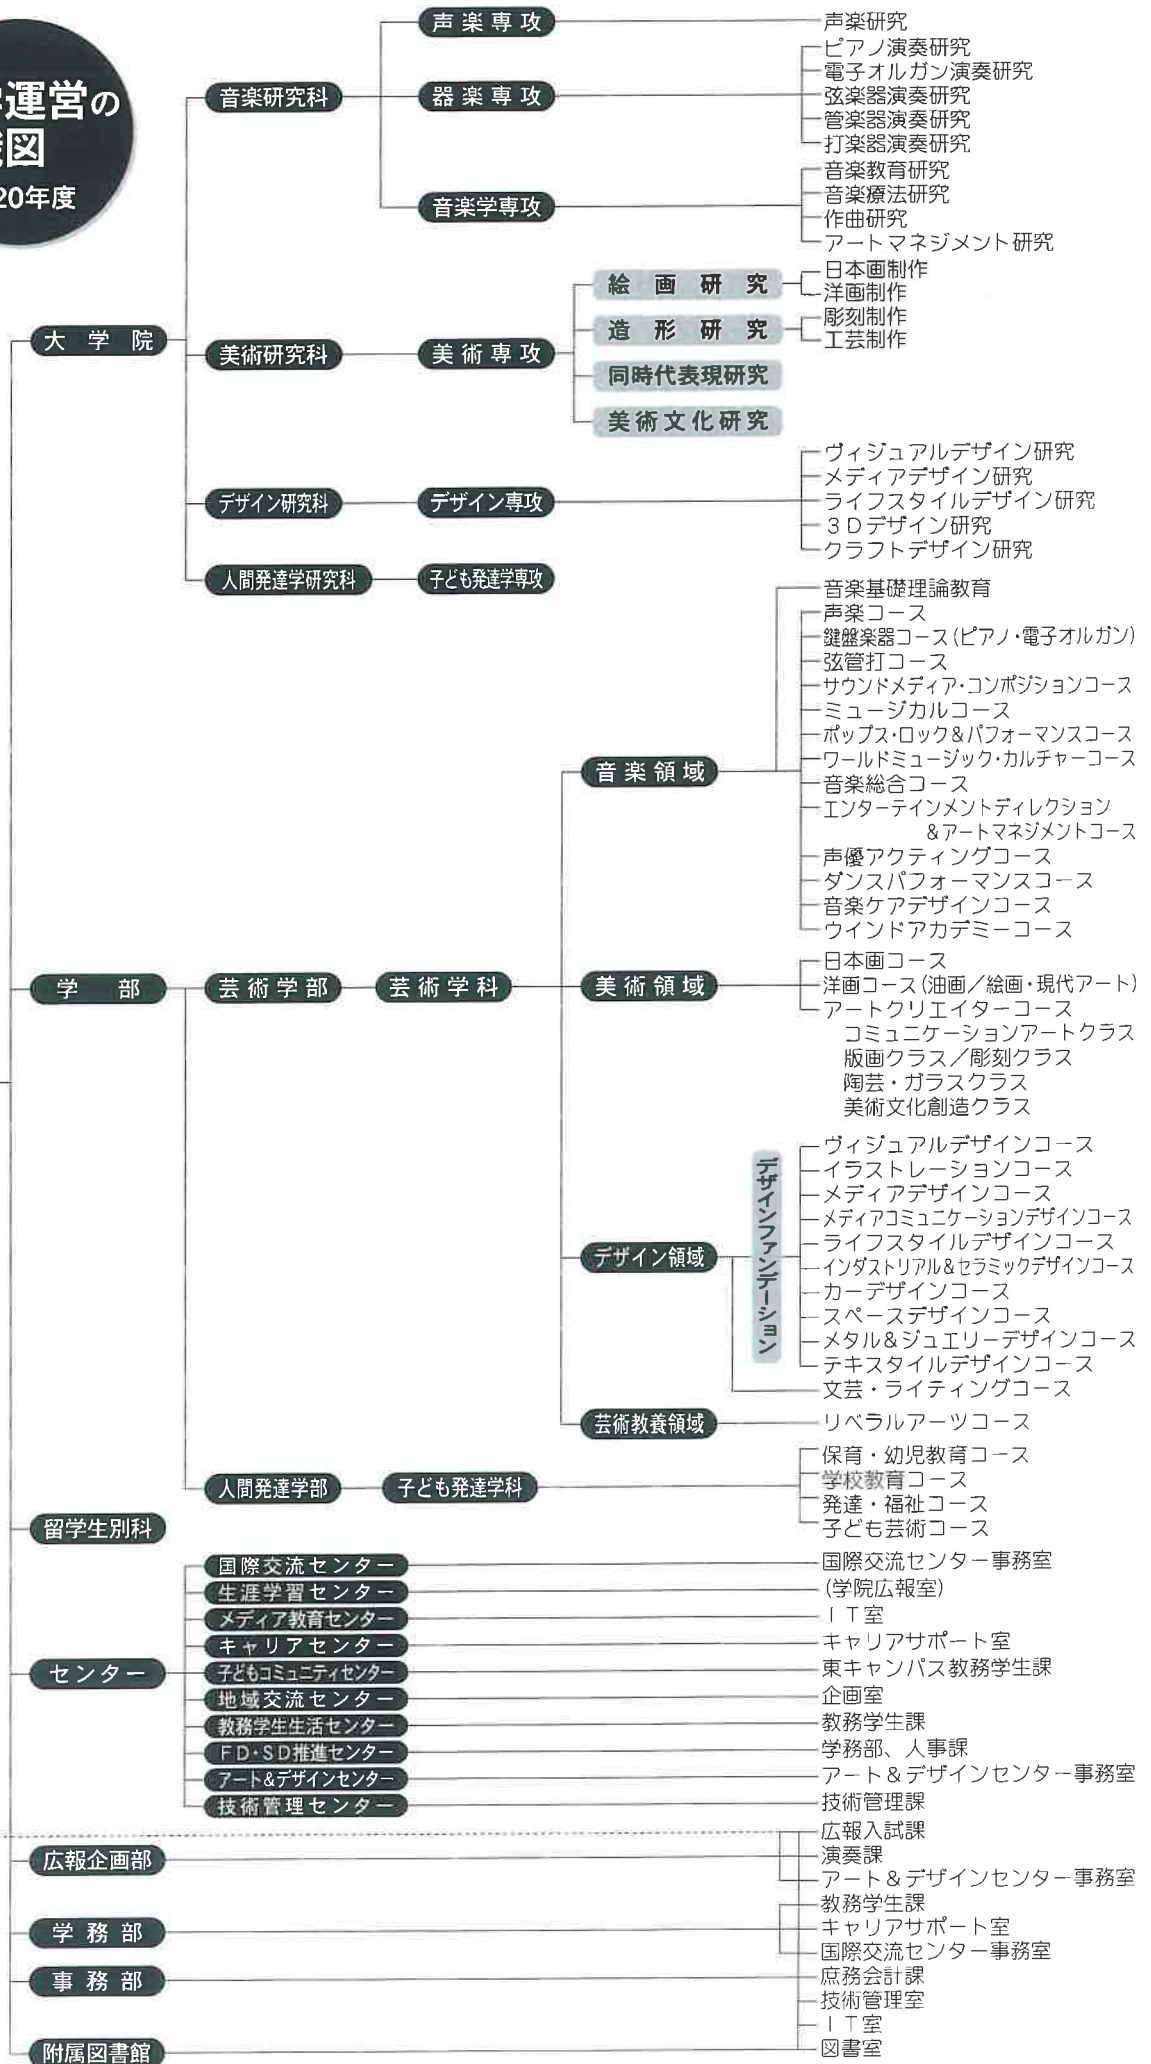 運営の
図
20年度
大学院
音楽研究科
声楽専攻
声楽研究
器楽専攻
ピアノ演奏研究
電子オルガン演奏研究
弦楽器演奏研究
管楽器演奏研究
打楽器演奏研究
音楽学専攻
音楽教育研究
音楽療法研究
作曲研究
アートマネジメント研究
美術研究科
美術専攻
絵画研究
日本画制作
洋画制作
造形研究
彫刻制作
工芸制作
同時代表現研究
美術文化研究
デザイン研究科
デザイン専攻
ヴィジュアルデザイン研究
メディアデザイン研究
ライフスタイルデザイン研究
3Dデザイン研究
クラフトデザイン研究
人間発達学研究科
子ども発達学専攻
学部
芸術学部
芸術学科
音楽領域
音楽基礎理論教育
声楽コース
鍵盤楽器コース(ピアノ・電子オルガン)
弦管打コース
サウンドメディア・コンポジションコース
ミュージカルコース
ポップス・ロック&パフォーマンスコース
ワールドミュージック・カルチャーコース
音楽総合コース
エンターテインメントディレクション
&アートマネジメントコース
声優アクティングコース
ダンスパフォーマンスコース
音楽ケアデザインコース
ウインドアカデミーコース
美術領域
日本画コース
洋画コース(油画/絵画・現代アート)
アートクリエイターコース
コミュニケーションアートクラス
版画クラス/彫刻クラス
陶芸・ガラスクラス
美術文化創造クラス
デザイン領域
デザインファンデーション
ヴィジュアルデザインコース
イラストレーションコース
メディアデザインコース
メディアコミュニケーションデザインコース
ライフスタイルデザインコース
インダストリアル&セラミックデザインコース
カーデザインコース
スペースデザインコース
メタル&ジュエリーデザインコース
テキスタイルデザインコース
文芸・ライティングコース
芸術教養領域
リベラルアーツコース
人間発達学部
子ども発達学科
保育・幼児教育コース
学校教育コース
発達・福祉コース
子ども芸術コース
留学生別科
センター
国際交流センター
国際交流センター事務室
生涯学習センター
(学院広報室)
メディア教育センター
IT室
キャリアセンター
キャリアサポート室
子どもコミュニティセンター
東キャンパス教務学生課
地域交流センター
企画室
教務学生生活センター
教務学生課
FD・SD推進センター
学務部、人事課
アート&デザインセンター
アート&デザインセンター事務室
技術管理センター
技術管理課
広報企画部
広報入試課
演奏課
アート&デザインセンター事務室
学務部
教務学生課
キャリアサポート室
国際交流センター事務室
事務部
庶務会計課
技術管理室
IT室
附属図書館
図書室